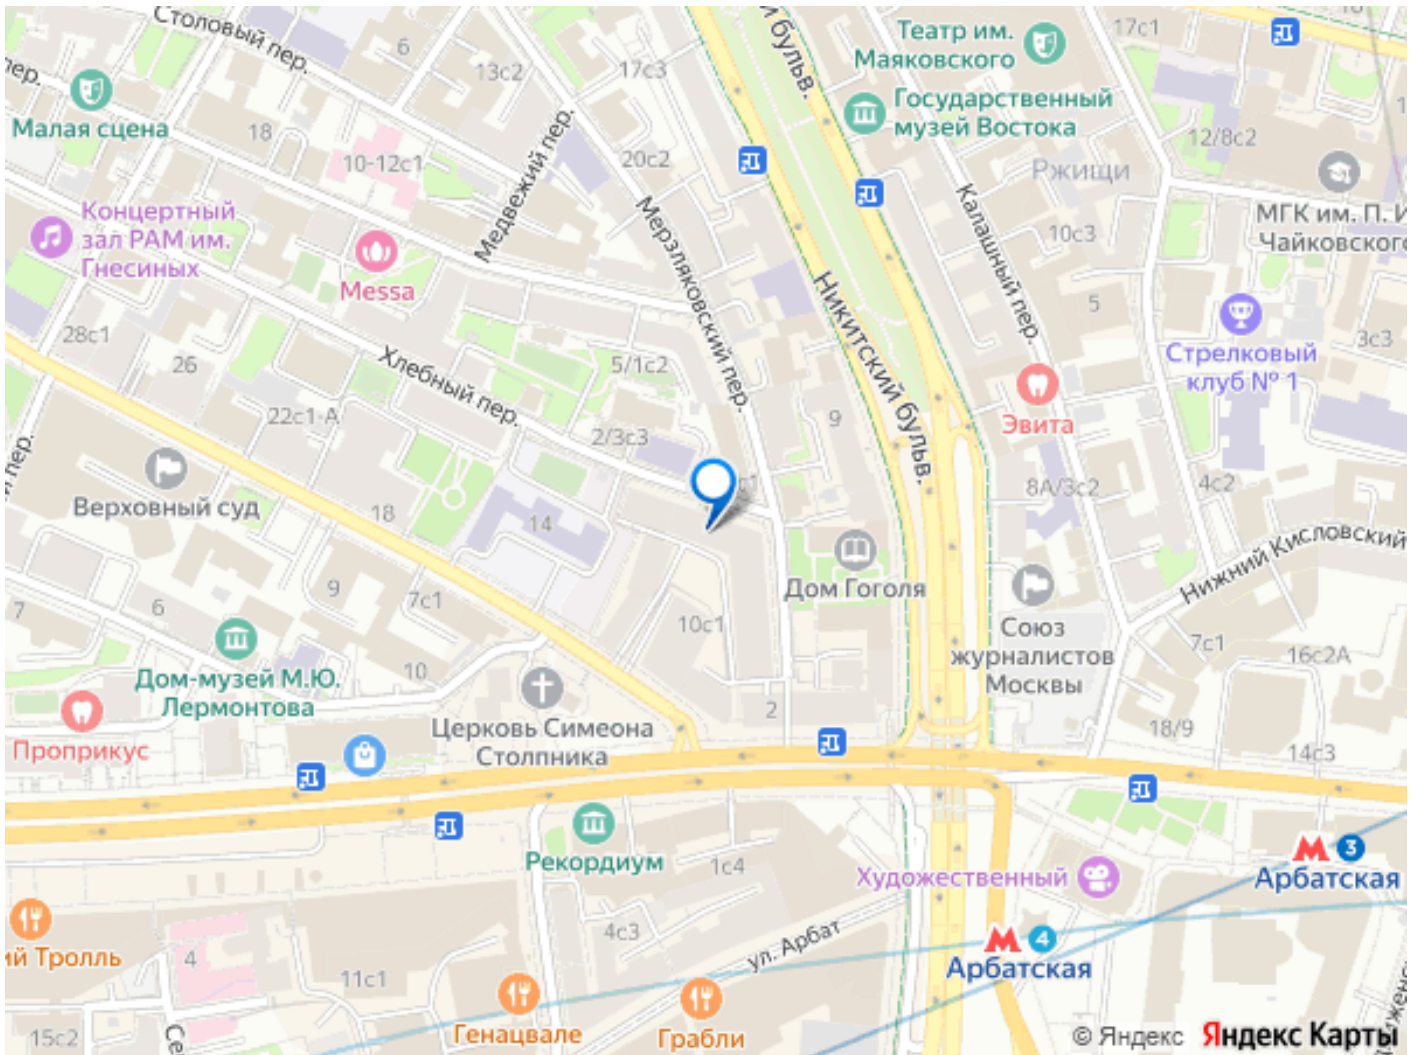 Столовый пер.
6
13с2
17с3
и бульв.
Театр им.
Маяковского
17с1
пер.
Малая сцена
18
10-12с1
Медвежий пер.
20с2
Государственный
музей Востока
12/8с2
Ржищи
Концертный
зал РАМ им.
Гнесиных
Messa
Мерзляковский пер.
Калашный пер.
10с3
МГК им. П. И
Чайковского
28с1
26
Хлебный пер.
5/1с2
Никитский бульв.
5
Стрелковый
клуб № 1
3с3
22с1-А
2/3с3
9
Эвита
й пер.
Верховный суд
18
14
с1
8А/3с2
4с2
Нижний Кисловский
Дом Гоголя
7
6
9
7с1
10с1
Союз
журналистов
Москвы
7с1
16с2А
Дом-музей М.Ю.
Лермонтова
10
Проприкус
Церковь Симеона
Столпника
2
18/9
14с3
Рекордиум
1с4
Художественный
3
Арбатская
ий Тролль
4
11с1
4с3
ул. Арбат
4
Арбатская
Генацвале
Грабли
15с2
Се
© Яндекс
Яндекс Карты